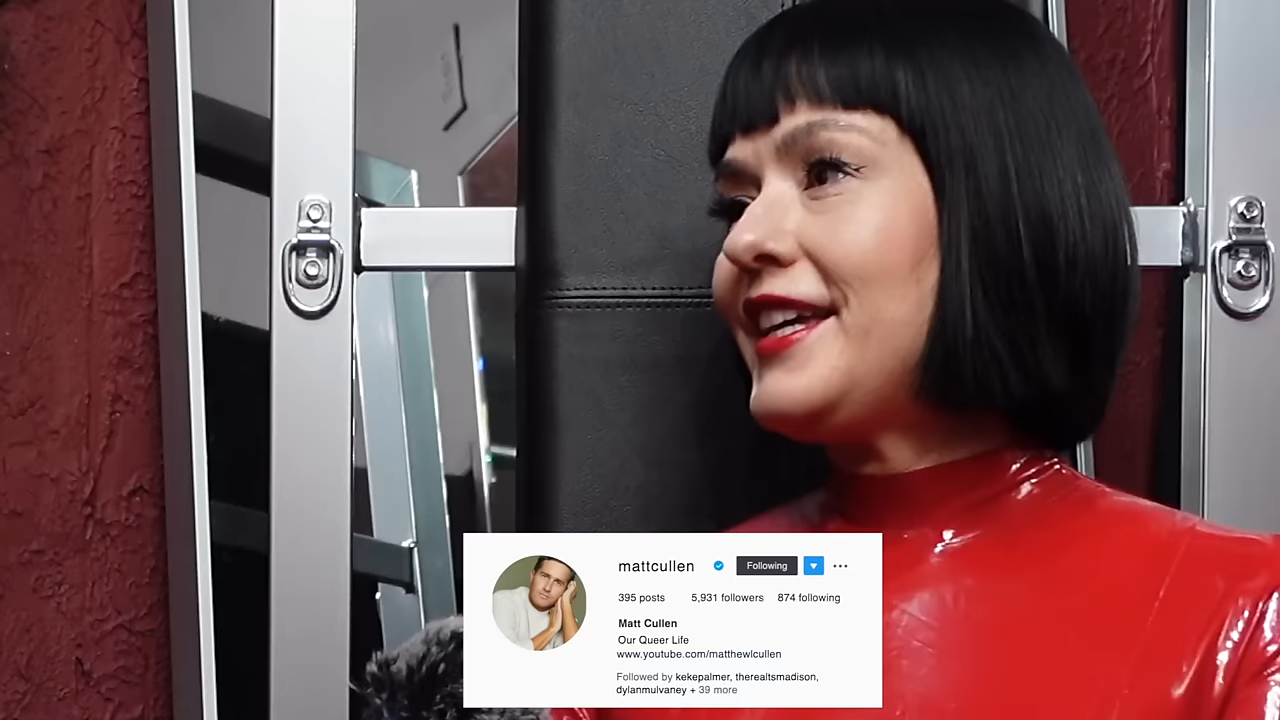 mattcullen Following
395 posts 5,931 followers 874 following
Matt Cullen
Our Queer Life
www.youtube.com/matthewlcullen
Followed by kekepalmer, therealtsmadison,
dylanmulvaney + 39 more